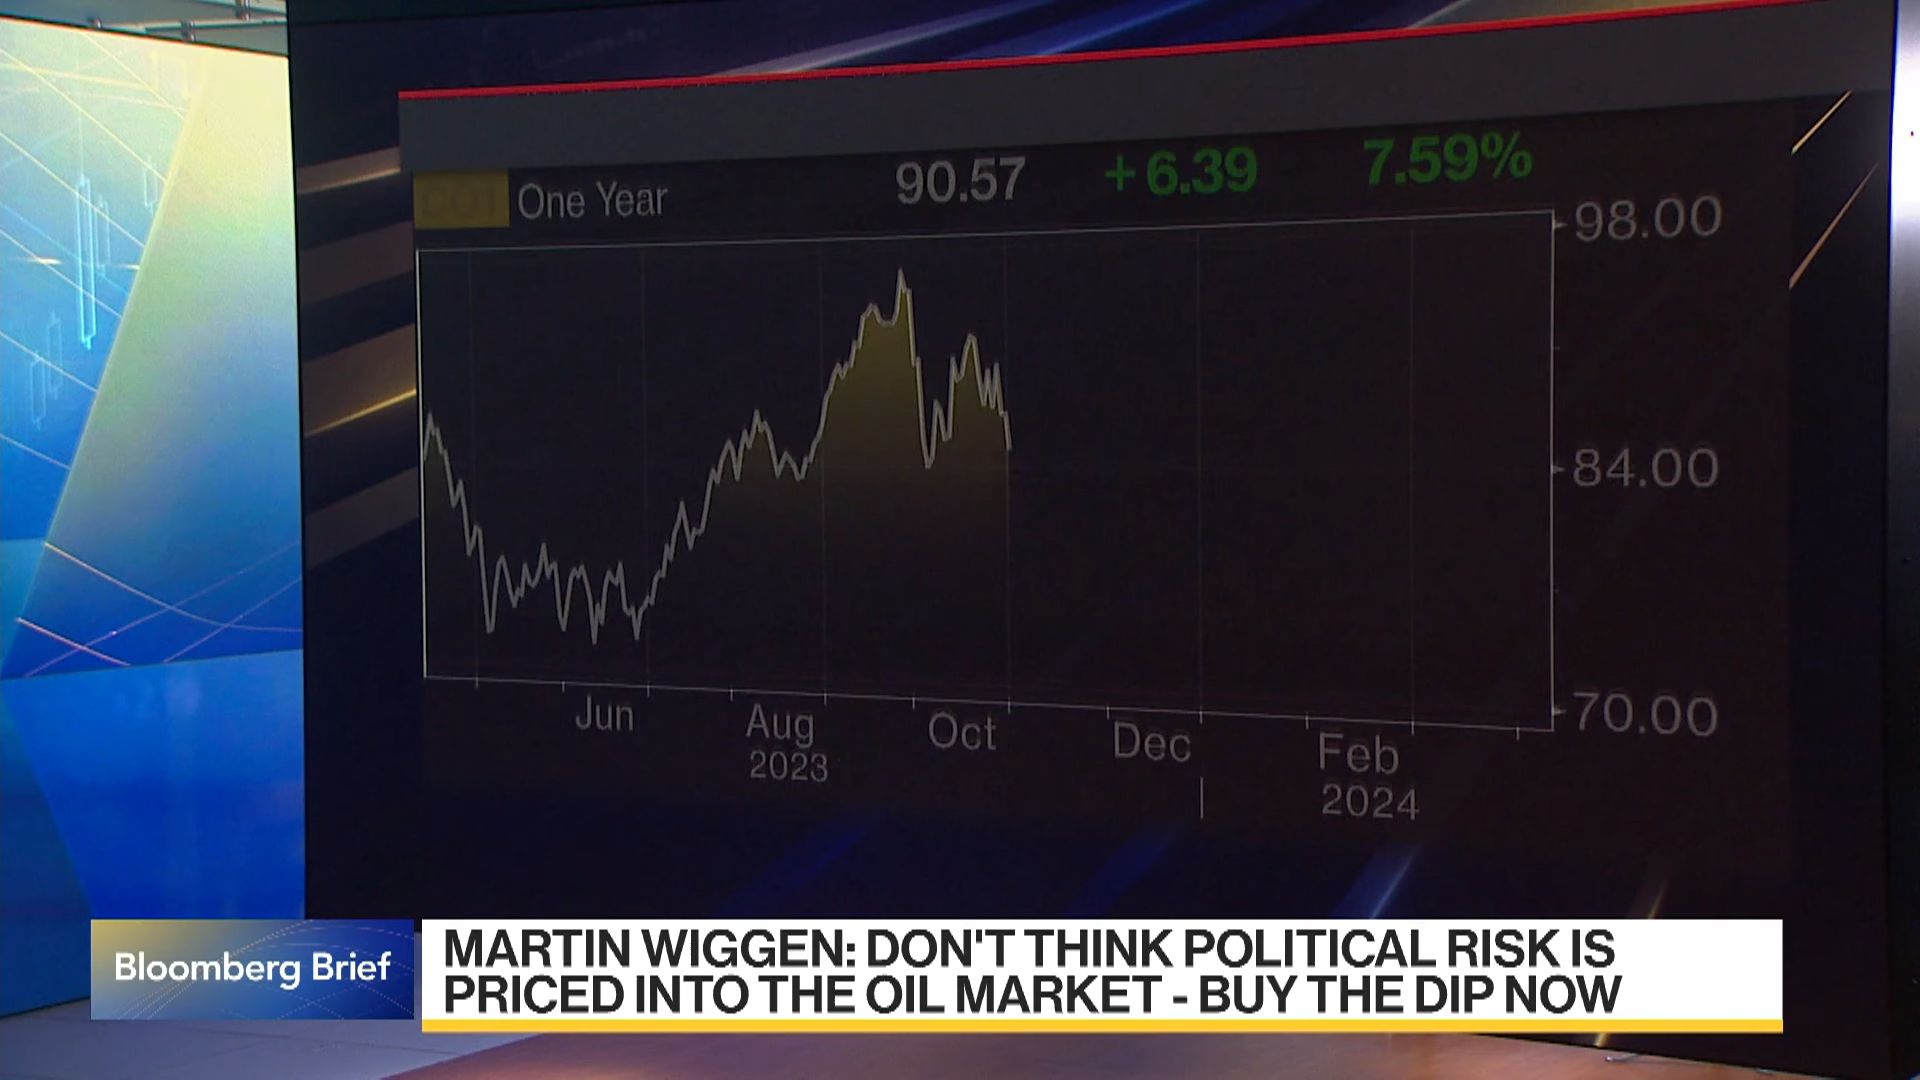 CO1 One Year 90.57 +6.39 7.59%
98.00
84.00
70.00
Jun Aug Oct Dec Feb
2023 2024
Bloomberg Brief
MARTIN WIGGEN: DON'T THINK POLITICAL RISK IS
PRICED INTO THE OIL MARKET - BUY THE DIP NOW